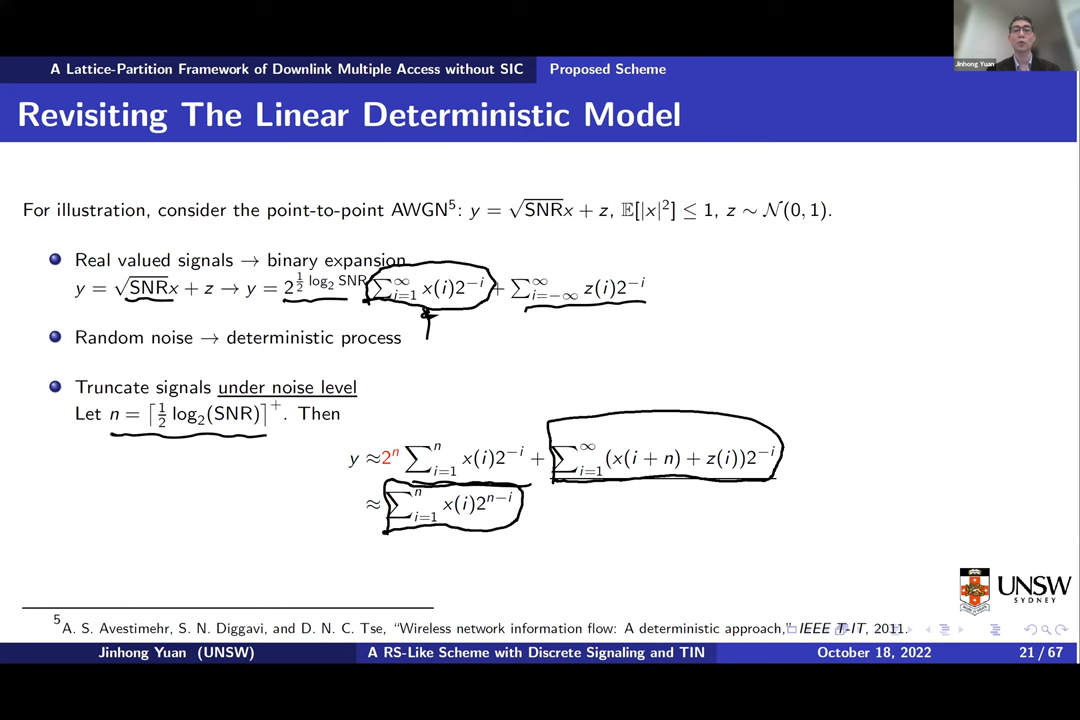 Jinhong Yuan
A Lattice-Partition Framework of Downlink Multiple Access without SIC Proposed Scheme
Revisiting The Linear Deterministic Model
For illustration, consider the point-to-point AWGN⁵: y = √SNR x + z, 𝔼[|x|²] ≤ 1, z ∼ 𝒩(0, 1).
Real valued signals → binary expansion
y = √SNR x + z → y = 2^{½ log₂ SNR} ∑_{i=1}^{∞} x(i)2^{−i} + ∑_{i=−∞}^{∞} z(i)2^{−i}
Random noise → deterministic process
Truncate signals under noise level
Let n = ⌈½ log₂(SNR)⌉⁺. Then
y ≈ 2ⁿ ∑_{i=1}^{n} x(i)2^{−i} + ∑_{i=1}^{∞} (x(i + n) + z(i))2^{−i}
≈ ∑_{i=1}^{n} x(i)2^{n−i}
UNSW
SYDNEY
⁵A. S. Avestimehr, S. N. Diggavi, and D. N. C. Tse, “Wireless network information flow: A deterministic approach,” IEEE T-IT, 2011.
Jinhong Yuan (UNSW) A RS-Like Scheme with Discrete Signaling and TIN October 18, 2022 21 / 67